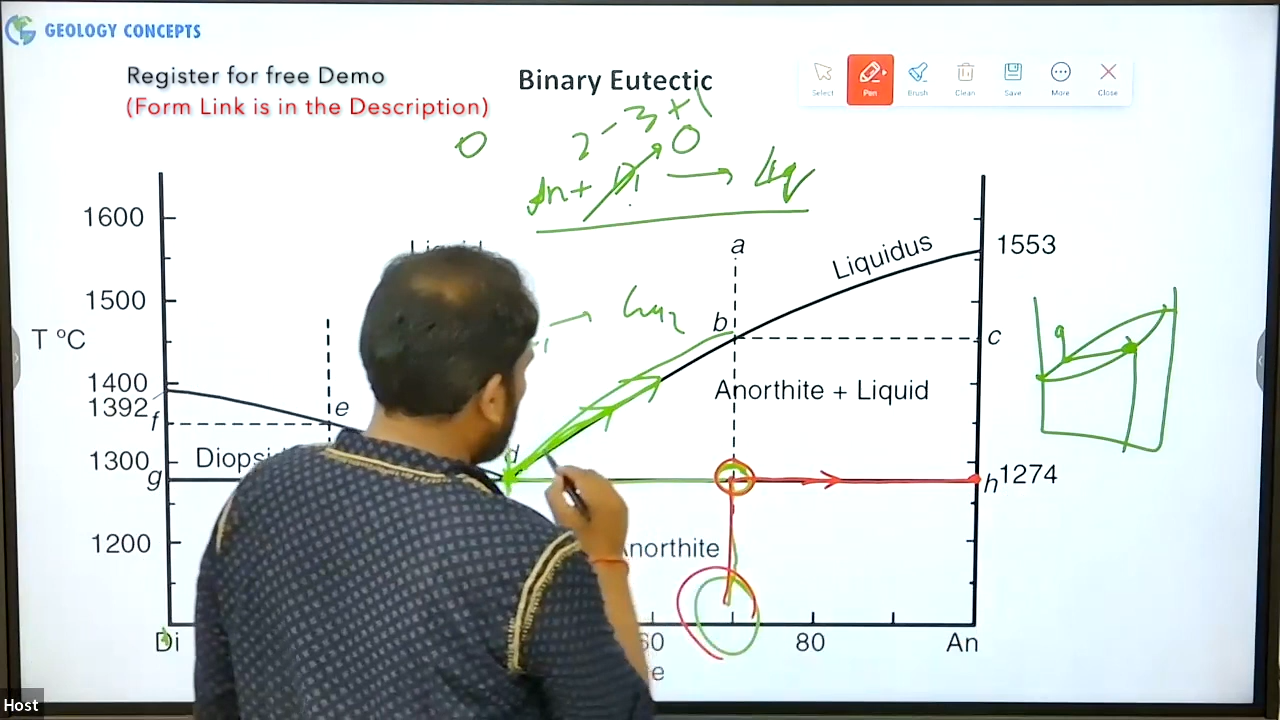 GEOLOGY CONCEPTS
Register for free Demo
(Form Link is in the Description)
Binary Eutectic
Select
Pen
Brush
Clean
Save
More
Close
2 - 3 + 1
0
0
An + Di → Liq
1600
Liquid
a
Liquidus
1553
1500
T °C
b
c
1400
1392
f
e
Anorthite + Liquid
1300
Diops
d
g
h
1274
1200
Anorthite
Di
60
80
An
Host